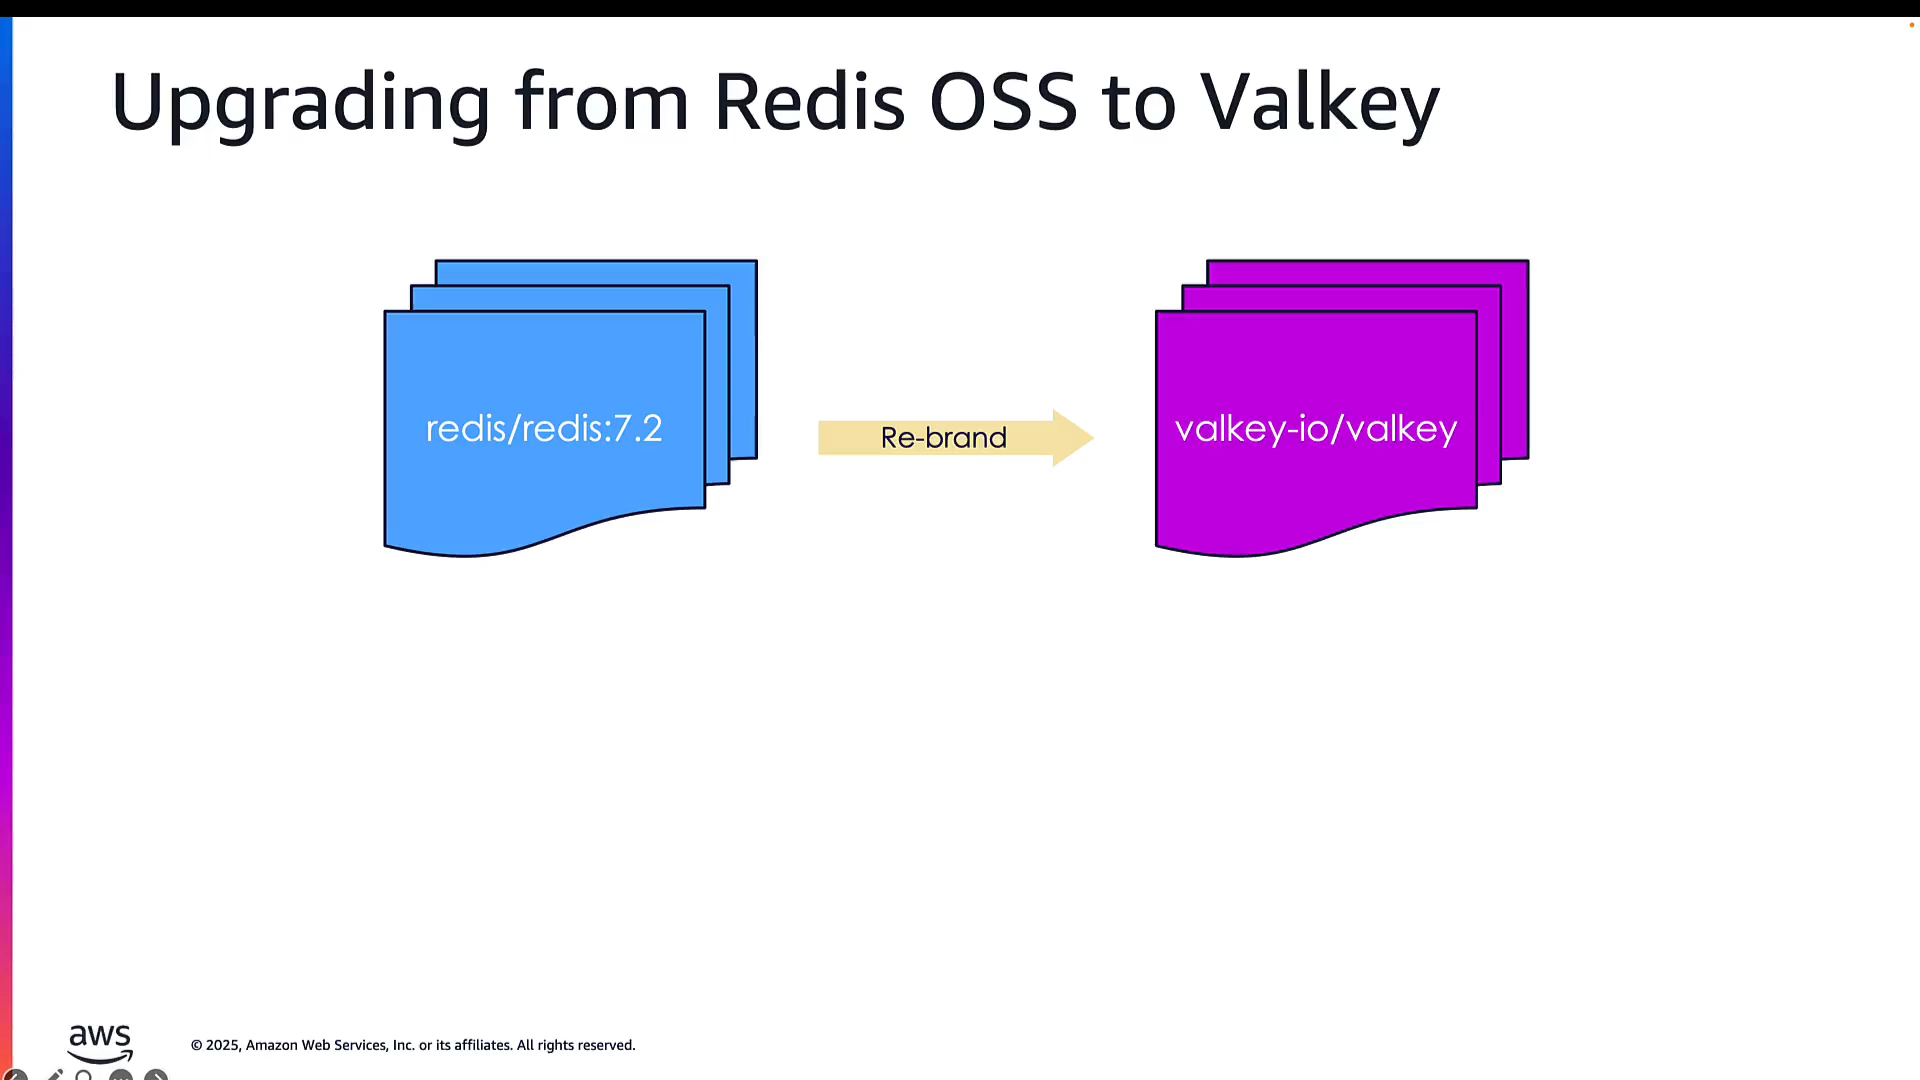 Upgrading from Redis OSS to Valkey
redis/redis:7.2
Re-brand
valkey-io/valkey
aws
© 2025, Amazon Web Services, Inc. or its affiliates. All rights reserved.